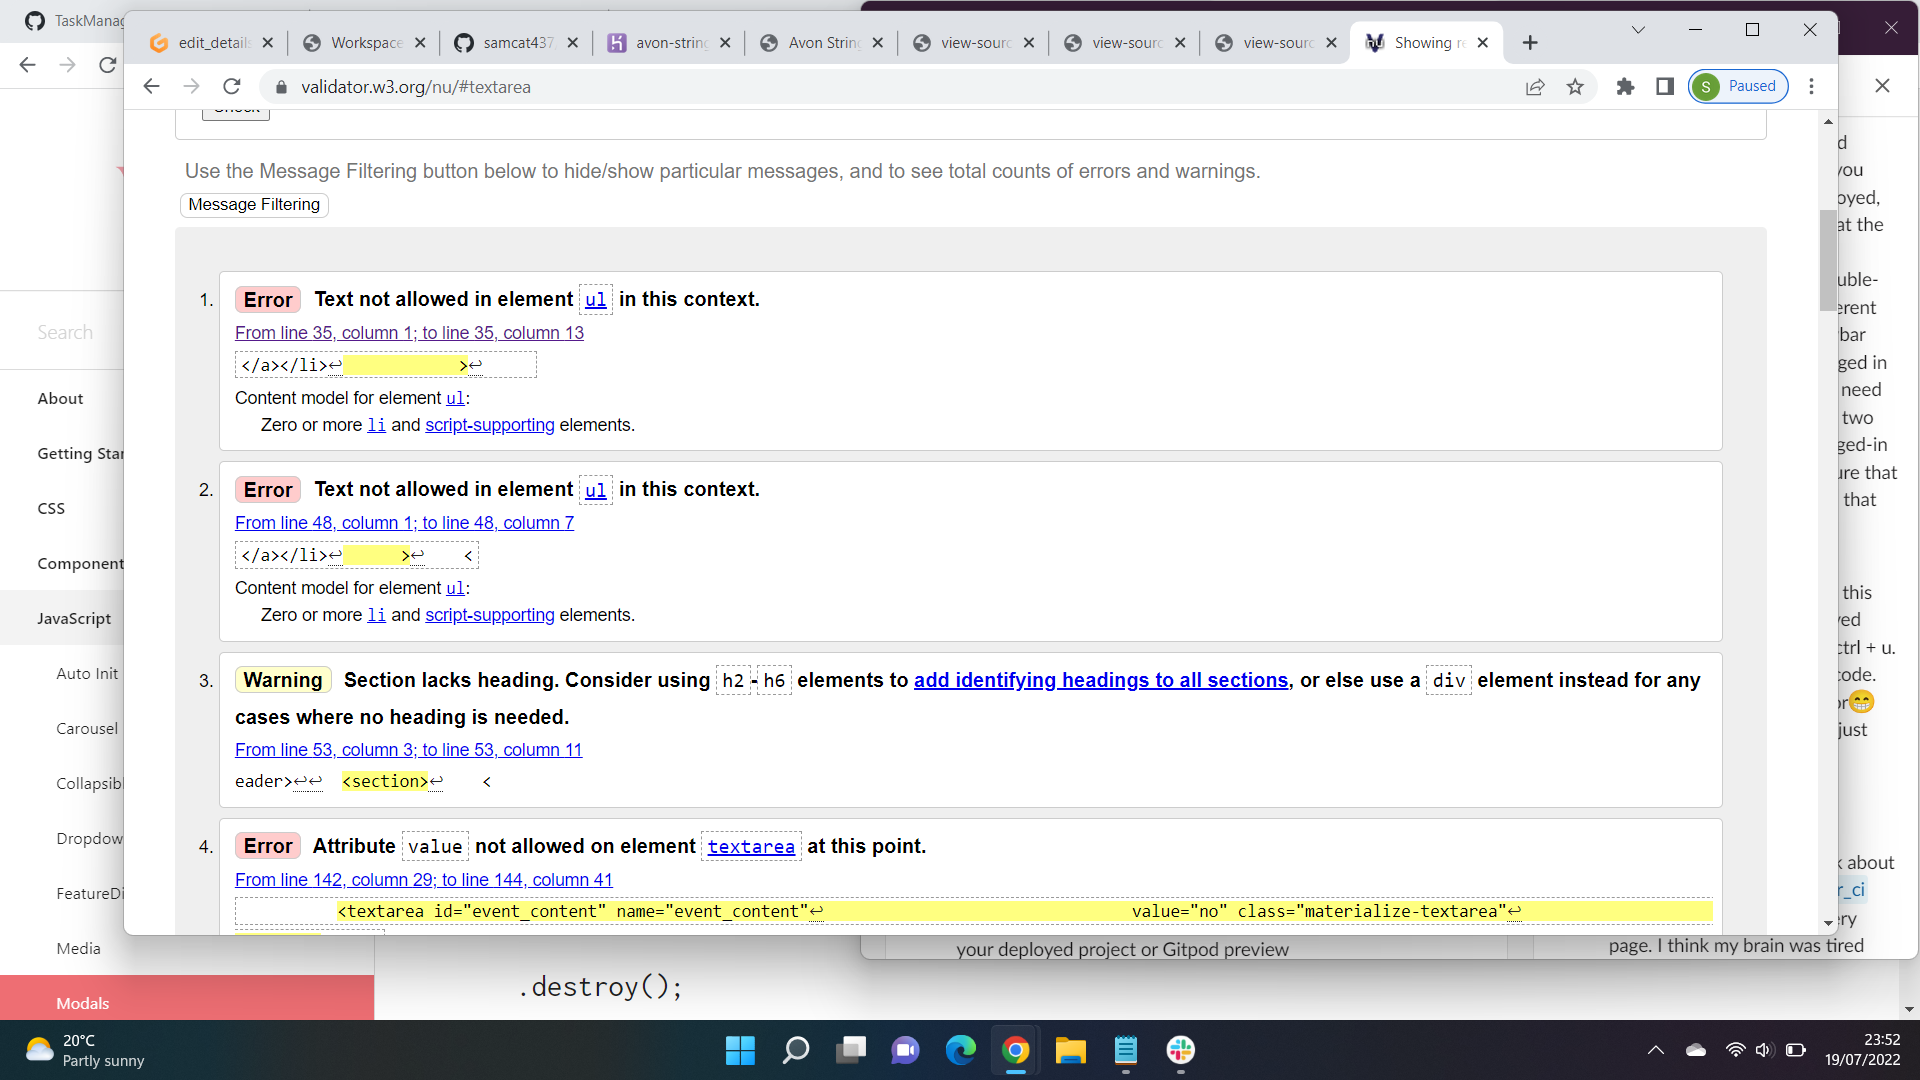 TaskManag
edit_details
Workspace
samcat437
avon-string
Avon String
view-sourc
view-sourc
view-sourc
Showing re
validator.w3.org/nu/#textarea
S
Paused
Check
Use the Message Filtering button below to hide/show particular messages, and to see total counts of errors and warnings.
Message Filtering
1. Error Text not allowed in element ul in this context.
From line 35, column 1; to line 35, column 13
</a></li>↩ >↩
Content model for element ul:
Zero or more li and script-supporting elements.
2. Error Text not allowed in element ul in this context.
From line 48, column 1; to line 48, column 7
</a></li>↩ >↩ <
Content model for element ul:
Zero or more li and script-supporting elements.
3. Warning Section lacks heading. Consider using h2-h6 elements to add identifying headings to all sections, or else use a div element instead for any
cases where no heading is needed.
From line 53, column 3; to line 53, column 11
eader>↩↩ <section>↩ <
4. Error Attribute value not allowed on element textarea at this point.
From line 142, column 29; to line 144, column 41
<textarea id="event_content" name="event_content"↩ value="no" class="materialize-textarea"↩
Search
About
Getting Star
CSS
Component
JavaScript
Auto Init
Carousel
Collapsibl
Dropdow
FeatureDi
Media
Modals
.destroy();
d
you
oyed,
at the
uble-
erent
bar
ged in
need
two
ged-in
ure that
that
this
ved
ctrl + u.
code.
or😁
just
k about
r_ci
ery
page. I think my brain was tired
your deployed project or Gitpod preview
20°C
Partly sunny
23:52
19/07/2022